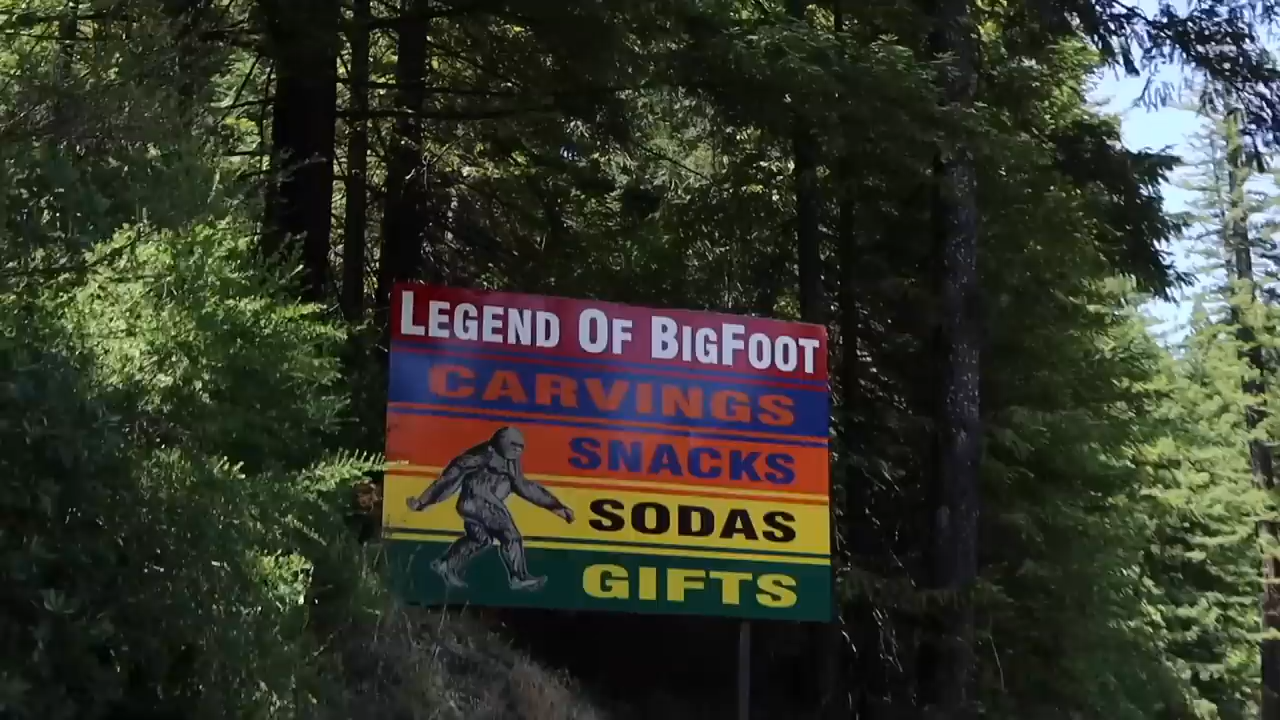 LEGEND OF BIGFOOT
CARVINGS
SNACKS
SODAS
GIFTS